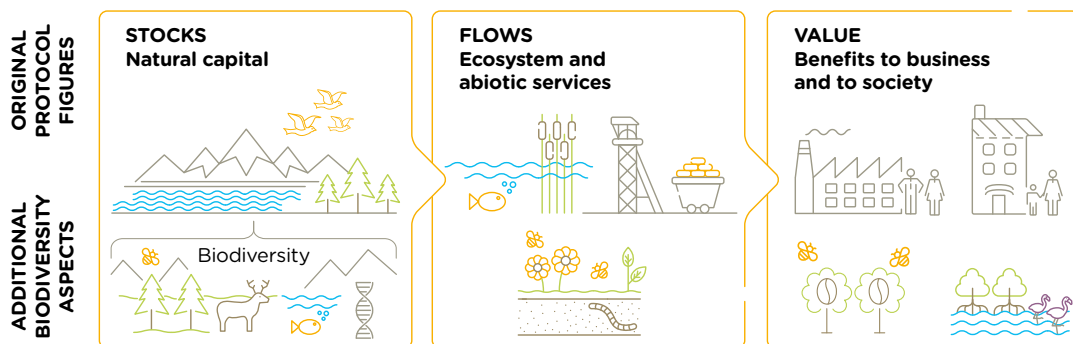 ORIGINAL
PROTOCOL
FIGURES
STOCKS
Natural capital
FLOWS
Ecosystem and
abiotic services
VALUE
Benefits to business
and to society
ADDITIONAL
BIODIVERSITY
ASPECTS
Biodiversity